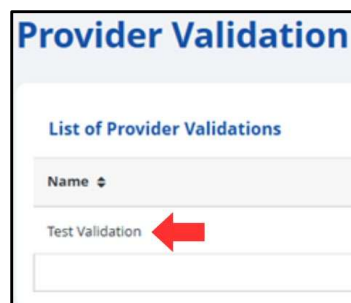 Provider Validation
List of Provider Validations
Name
Test Validation